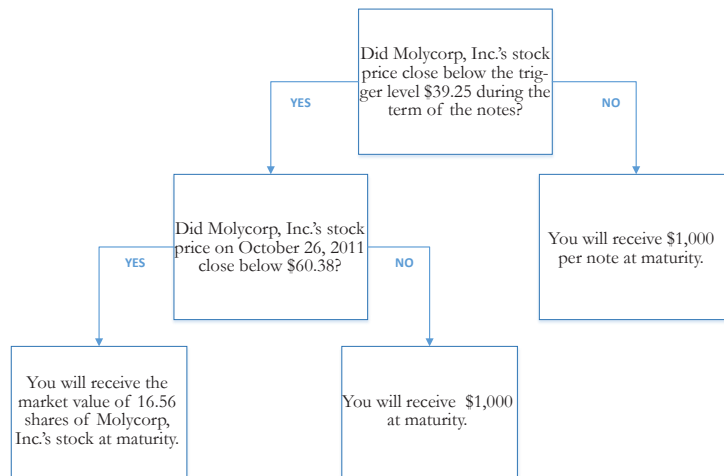 Did Molycorp, Inc.'s stock
price close below the trig-
ger level $39.25 during the
term of the notes?
YES
NO
Did Molycorp, Inc.'s stock
price on October 26, 2011
close below $60.38?
You will receive $1,000
per note at maturity.
YES
NO
You will receive the
market value of 16.56
shares of Molycorp,
Inc.'s stock at maturity.
You will receive $1,000
at maturity.